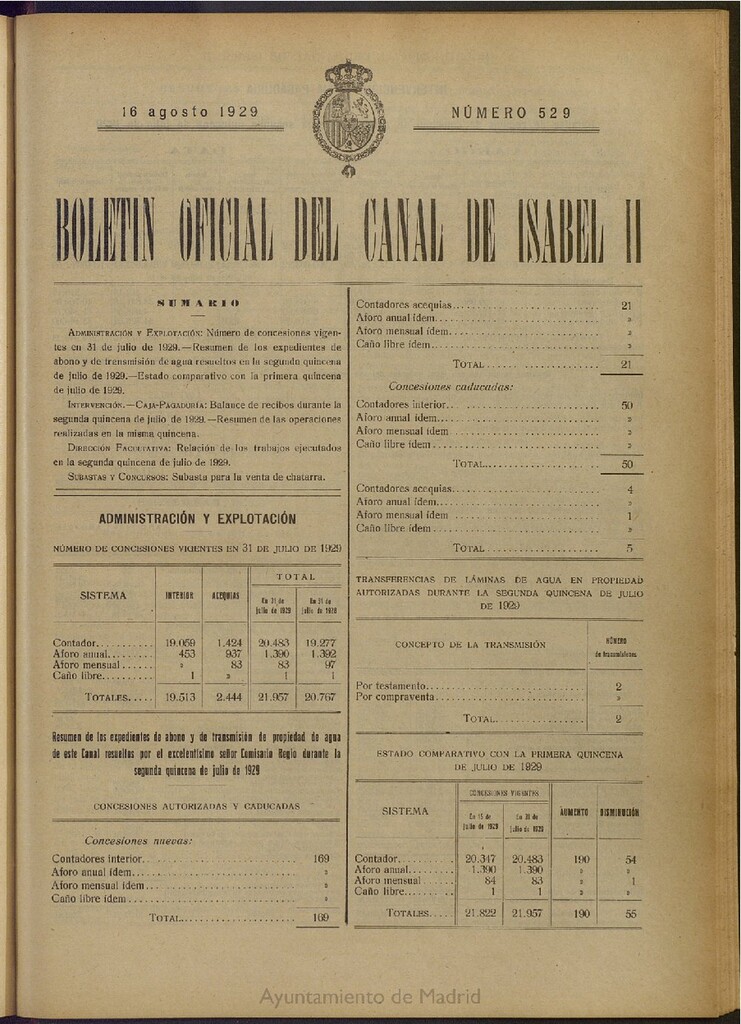 16 agosto 1929
NÚMERO 529
BOLETIN OFICIAL DEL CANAL DE ISABEL II
SUMARIO
ADMINISTRACIÓN Y EXPLOTACIÓN: Número de concesiones vigen-
tes en 31 de julio de 1929.—Resumen de los expedientes de
abono y de transmisión de agua resueltos en la segunda quincena
de julio de 1929.—Estado comparativo con la primera quincena
de julio de 1929.
INTERVENCIÓN.—CAJA-PAGADURÍA: Balance de recibos durante la
segunda quincena de julio de 1929.—Resumen de las operaciones
realizadas en la misma quincena.
DIRECCIÓN FACULTATIVA: Relación de los trabajos ejecutados
en la segunda quincena de julio de 1929.
SUBASTAS Y CONCURSOS: Subasta para la venta de chatarra.
ADMINISTRACIÓN Y EXPLOTACIÓN
NÚMERO DE CONCESIONES VIGENTES EN 31 DE JULIO DE 1929
TOTAL
SISTEMA INTERIOR ACEQUIAS En 31 de En 31 de
julio de 1929 julio de 1928
Contador.......... 19.059 1.424 20.483 19.277
Aforo anual........ 453 937 1.390 1.392
Aforo mensual...... » 83 83 97
Caño libre.......... 1 » 1 1
TOTALES..... 19.513 2.444 21.957 20.767
Resumen de los expedientes de abono y de transmisión de propiedad de agua
de este Canal resueltos por el excelentísimo señor Comisario Regio durante la
segunda quincena de julio de 1929
CONCESIONES AUTORIZADAS Y CADUCADAS
Concesiones nuevas:
Contadores interior............................ 169
Aforo anual ídem............................ »
Aforo mensual ídem............................ »
Caño libre ídem............................ »
TOTAL...................... 169
Contadores acequias............................ 21
Aforo anual ídem............................ »
Aforo mensual ídem............................ »
Caño libre ídem............................ »
TOTAL...................... 21
Concesiones caducadas:
Contadores interior............................ 50
Aforo anual ídem............................ »
Aforo mensual ídem............................ »
Caño libre ídem............................ »
TOTAL...................... 50
Contadores acequias............................ 4
Aforo anual ídem............................ »
Aforo mensual ídem............................ 1
Caño libre ídem............................ »
TOTAL...................... 5
TRANSFERENCIAS DE LÁMINAS DE AGUA EN PROPIEDAD
AUTORIZADAS DURANTE LA SEGUNDA QUINCENA DE JULIO
DE 1929
CONCEPTO DE LA TRANSMISIÓN NÚMERO
de transmisiones
Por testamento............................ 2
Por compraventa............................ »
TOTAL................ 2
ESTADO COMPARATIVO CON LA PRIMERA QUINCENA
DE JULIO DE 1929
CONCESIONES VIGENTES
SISTEMA En 15 de En 31 de AUMENTO DISMINUCIÓN
julio de 1929 julio de 1929
Contador.......... 20.347 20.483 190 54
Aforo anual........ 1.390 1.390 » »
Aforo mensual...... 84 83 » 1
Caño libre.......... 1 1 » »
TOTALES..... 21.822 21.957 190 55
Ayuntamiento de Madrid